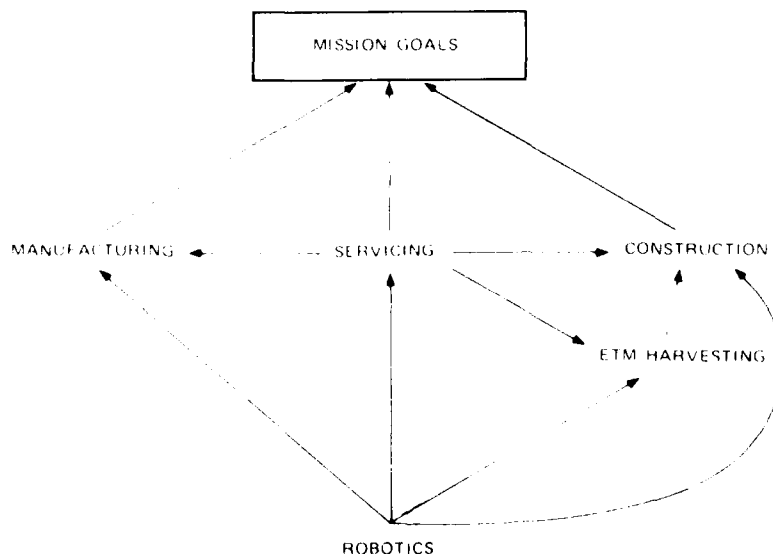 MISSION GOALS
MANUFACTURING
SERVICING
CONSTRUCTION
ETM HARVESTING
ROBOTICS